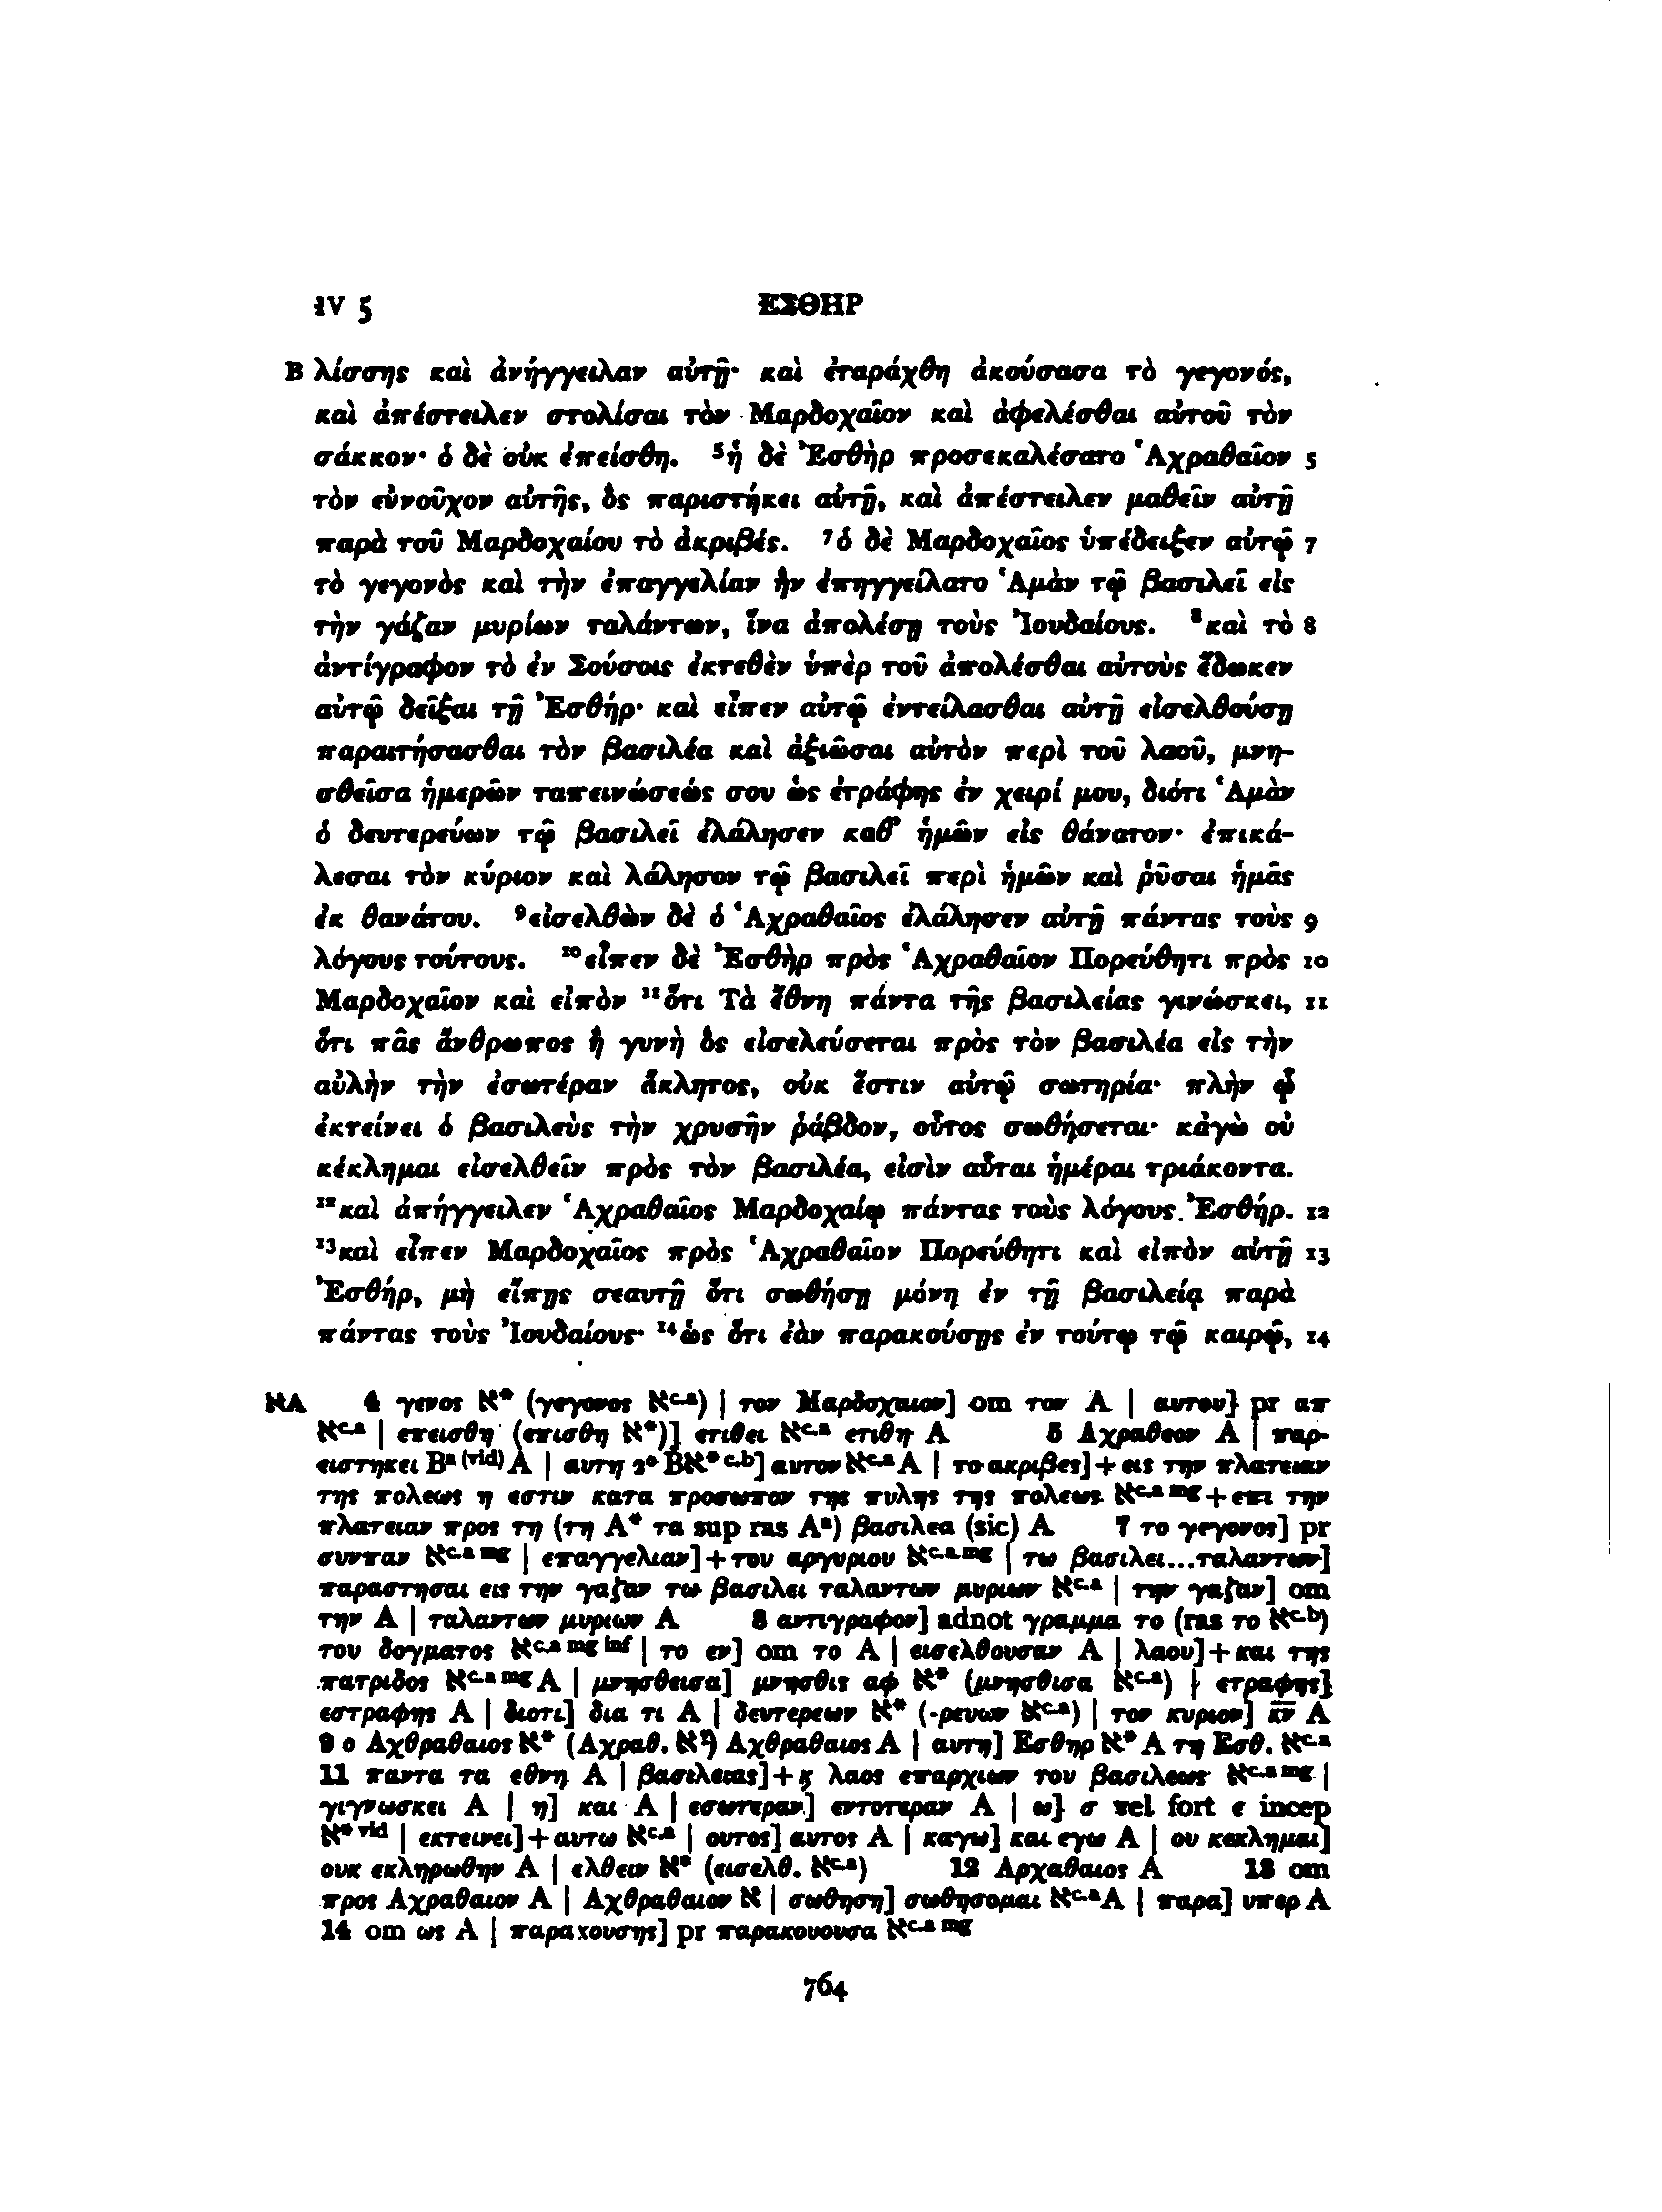 IV 5 ΕΣΘΗΡ
B λίσσης καὶ ἀνήγγειλαν αὐτῇ· καὶ ἐταράχθη ἀκούσασα τὸ γεγονός,
καὶ ἀπέστειλεν στολίσαι τὸν Μαρδοχαῖον καὶ ἀφελέσθαι αὐτοῦ τὸν
σάκκον· ὁ δὲ οὐκ ἐπείσθη. ⁵ἡ δὲ Ἐσθὴρ προσεκαλέσατο Ἁχραθαῖον 5
τὸν εὐνοῦχον αὐτῆς, ὃς παριστήκει αὐτῇ, καὶ ἀπέστειλεν μαθεῖν αὐτῇ
παρὰ τοῦ Μαρδοχαίου τὸ ἀκριβές. ⁷ὁ δὲ Μαρδοχαῖος ὑπέδειξεν αὐτῷ 7
τὸ γεγονὸς καὶ τὴν ἐπαγγελίαν ἣν ἐπηγγείλατο Ἁμὰν τῷ βασιλεῖ εἰς
τὴν γάζαν μυρίων ταλάντων, ἵνα ἀπολέσῃ τοὺς Ἰουδαίους. ⁸καὶ τὸ 8
ἀντίγραφον τὸ ἐν Σούσοις ἐκτεθὲν ὑπὲρ τοῦ ἀπολέσθαι αὐτοὺς ἔδωκεν
αὐτῷ δεῖξαι τῇ Ἐσθήρ· καὶ εἶπεν αὐτῷ ἐντείλασθαι αὐτῇ εἰσελθούσῃ
παραιτήσασθαι τὸν βασιλέα καὶ ἀξιῶσαι αὐτὸν περὶ τοῦ λαοῦ, μνη-
σθεῖσα ἡμερῶν ταπεινώσεώς σου ὡς ἐτράφης ἐν χειρί μου, διότι Ἁμὰν
ὁ δευτερεύων τῷ βασιλεῖ ἐλάλησεν καθ’ ἡμῶν εἰς θάνατον· ἐπικά-
λεσαι τὸν κύριον καὶ λάλησον τῷ βασιλεῖ περὶ ἡμῶν καὶ ῥῦσαι ἡμᾶς
ἐκ θανάτου. ⁹εἰσελθὼν δὲ ὁ Ἁχραθαῖος ἐλάλησεν αὐτῇ πάντας τοὺς 9
λόγους τούτους. ¹⁰εἶπεν δὲ Ἐσθὴρ πρὸς Ἁχραθαῖον Πορεύθητι πρὸς 10
Μαρδοχαῖον καὶ εἰπὸν ¹¹ὅτι Τὰ ἔθνη πάντα τῆς βασιλείας γινώσκει, 11
ὅτι πᾶς ἄνθρωπος ἢ γυνὴ ὃς εἰσελεύσεται πρὸς τὸν βασιλέα εἰς τὴν
αὐλὴν τὴν ἐσωτέραν ἄκλητος, οὐκ ἔστιν αὐτῷ σωτηρία· πλὴν ᾧ
ἐκτείνει ὁ βασιλεὺς τὴν χρυσῆν ῥάβδον, οὗτος σωθήσεται· κἀγὼ οὐ
κέκλημαι εἰσελθεῖν πρὸς τὸν βασιλέα, εἰσὶν αὗται ἡμέραι τριάκοντα.
¹²καὶ ἀπήγγειλεν Ἁχραθαῖος Μαρδοχαίῳ πάντας τοὺς λόγους Ἐσθήρ. 12
¹³καὶ εἶπεν Μαρδοχαῖος πρὸς Ἁχραθαῖον Πορεύθητι καὶ εἰπὸν αὐτῇ 13
Ἐσθήρ, μὴ εἴπῃς σεαυτῇ ὅτι σωθήσῃ μόνη ἐν τῇ βασιλείᾳ παρὰ
πάντας τοὺς Ἰουδαίους· ¹⁴ὡς ὅτι ἐὰν παρακούσῃς ἐν τούτῳ τῷ καιρῷ, 14
אA 4 γενος א* (γεγονος א^c.a) | τον Μαρδοχαιον] om τον A | αυτου] pr απ
א^c.a | επεισθη (επισθη א*)] επιθει א^c.a επιθη A 5 Αχραθεον A | παρ-
ειστηκει B^a (vid) A | αυτη 2° Bא* c.b] αυτον א^c.a A | το ακριβες] + εις την πλατειαν
της πολεως η εστιν κατα προσωπον της πυλης της πολεως א^c.a mg + επι την
πλατειαν προς τη (τη A* τα sup ras A^a) βασιλεα (sic) A 7 το γεγονος] pr
συνπαν א^c.a mg | επαγγελιαν] + του αργυριου א^c.a mg | τω βασιλει...ταλαντων]
παραστησαι εις την γαζαν τω βασιλει ταλαντων μυριων א^c.a | την γαζαν] om
την A | ταλαντων μυριων A 8 αντιγραφον] adnot γραμμα το (ras το א^c.b)
του δογματος א^c.a mg inf | το εν] om το A | εισελθουσαν A | λαου] + και της
πατριδος א^c.a mg A | μνησθεισα] μνησθις αφ א* (μνησθισα א^c.a) | ετραφης]
εστραφης A | διοτι] δια τι A | δευτερεων א* (-ρευων א^c.a) | τον κυριον] κ̅ν̅ A
9 ο Αχθραθαιος א* (Αχραθ. א^?) Αχθραθαιος A | αυτη] Εσθηρ א* A τη Εσθ. א^c.a
11 παντα τα εθνη A | βασιλειας] + ϗ λαος επαρχιων του βασιλεως א^c.a mg |
γιγνωσκει A | η] και A | εσωτεραν] εντοτεραν A | ω] σ vel fort ε incep
א* vid | εκτεινει] + αυτω א^c.a | ουτος] αυτος A | καγω] και εγω A | ου κεκλημαι]
ουκ εκληρωθην A | ελθειν א* (εισελθ. א^c.a) 12 Αρχαθαιος A 13 om
προς Αχραθαιον A | Αχθραθαιον א | σωθηση] σωθησομαι א^c.a A | παρα] υπερ A
14 om ως A | παρακουσης] pr παρακουουσα א^c.a mg
764